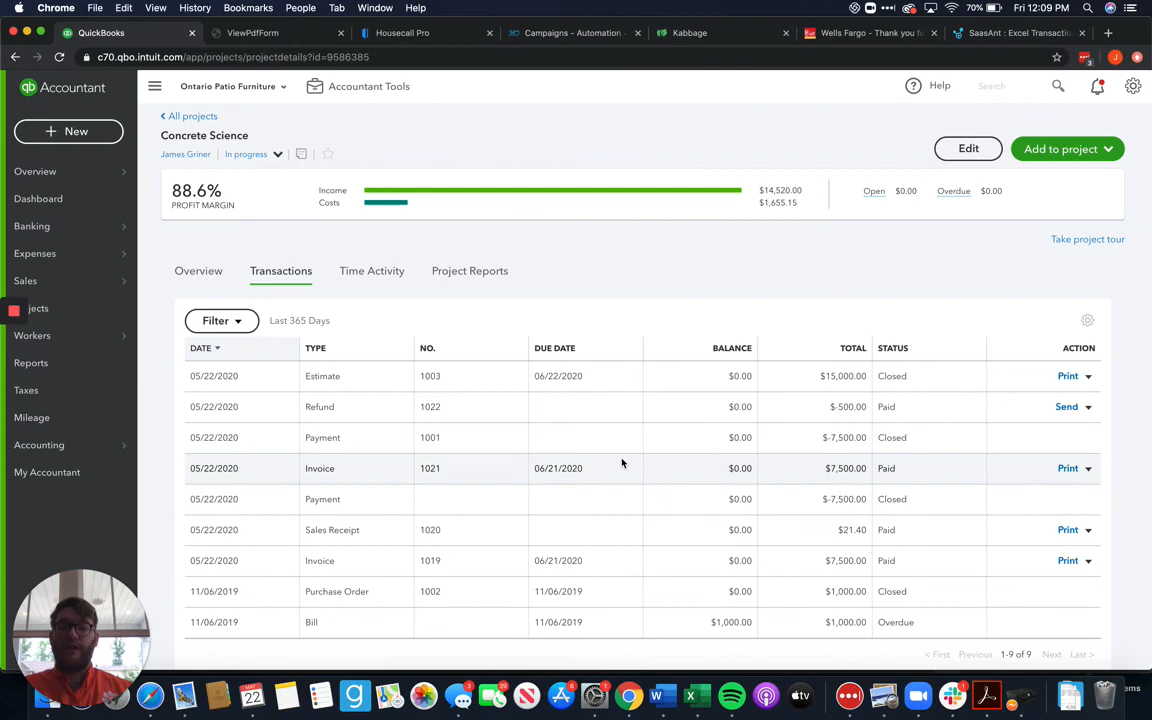 Chrome File Edit View History Bookmarks People Tab Window Help 70% Fri 12:09 PM
QuickBooks ViewPdfForm Housecall Pro Campaigns - Automation - Kabbage Wells Fargo - Thank you fo SaasAnt : Excel Transactio
c70.qbo.intuit.com/app/projects/projectdetails?id=9586385
qb Accountant Ontario Patio Furniture Accountant Tools Help Search
+ New
Overview
Dashboard
Banking
Expenses
Sales
jects
Workers
Reports
Taxes
Mileage
Accounting
My Accountant
All projects
Concrete Science
James Griner In progress
Edit Add to project
88.6%
PROFIT MARGIN
Income $14,520.00
Costs $1,655.15
Open $0.00 Overdue $0.00
Take project tour
Overview Transactions Time Activity Project Reports
Filter Last 365 Days
DATE TYPE NO. DUE DATE BALANCE TOTAL STATUS ACTION
05/22/2020 Estimate 1003 06/22/2020 $0.00 $15,000.00 Closed Print
05/22/2020 Refund 1022 $0.00 $-500.00 Paid Send
05/22/2020 Payment 1001 $0.00 $-7,500.00 Closed
05/22/2020 Invoice 1021 06/21/2020 $0.00 $7,500.00 Paid Print
05/22/2020 Payment $0.00 $-7,500.00 Closed
05/22/2020 Sales Receipt 1020 $0.00 $21.40 Paid Print
05/22/2020 Invoice 1019 06/21/2020 $0.00 $7,500.00 Paid Print
11/06/2019 Purchase Order 1002 11/06/2019 $0.00 $1,000.00 Closed
11/06/2019 Bill 11/06/2019 $1,000.00 $1,000.00 Overdue
< First Previous 1-9 of 9 Next Last >